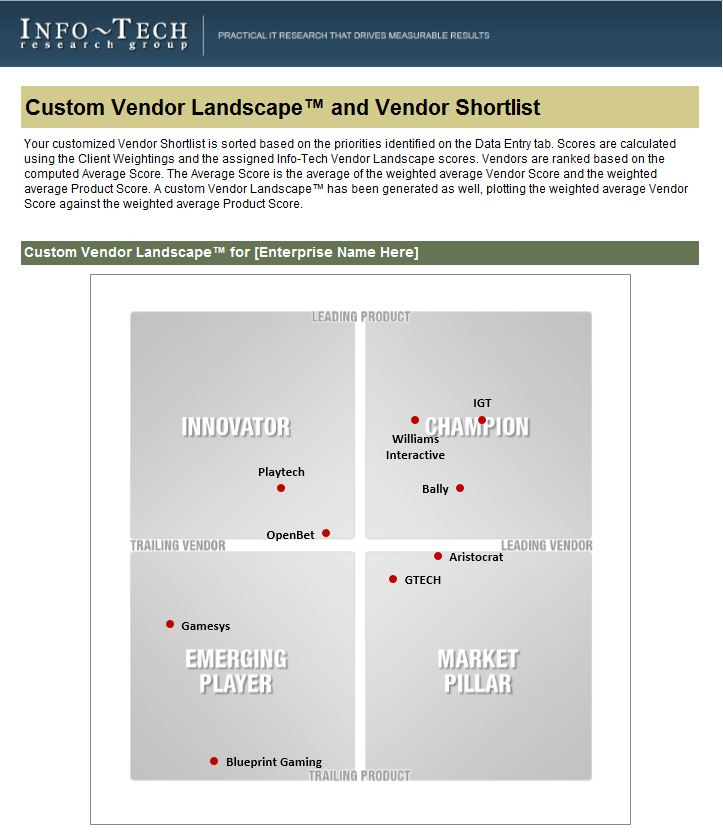 INFO~TECH
research group
PRACTICAL IT RESEARCH THAT DRIVES MEASURABLE RESULTS
Custom Vendor Landscape™ and Vendor Shortlist
Your customized Vendor Shortlist is sorted based on the priorities identified on the Data Entry tab. Scores are calculated
using the Client Weightings and the assigned Info-Tech Vendor Landscape scores. Vendors are ranked based on the
computed Average Score. The Average Score is the average of the weighted average Vendor Score and the weighted
average Product Score. A custom Vendor Landscape™ has been generated as well, plotting the weighted average Vendor
Score against the weighted average Product Score.
Custom Vendor Landscape™ for [Enterprise Name Here]
LEADING PRODUCT
IGT
INNOVATOR
CHAMPION
Williams
Interactive
Playtech
Bally
OpenBet
TRAILING VENDOR
LEADING VENDOR
Aristocrat
GTECH
Gamesys
EMERGING
PLAYER
MARKET
PILLAR
Blueprint Gaming
TRAILING PRODUCT